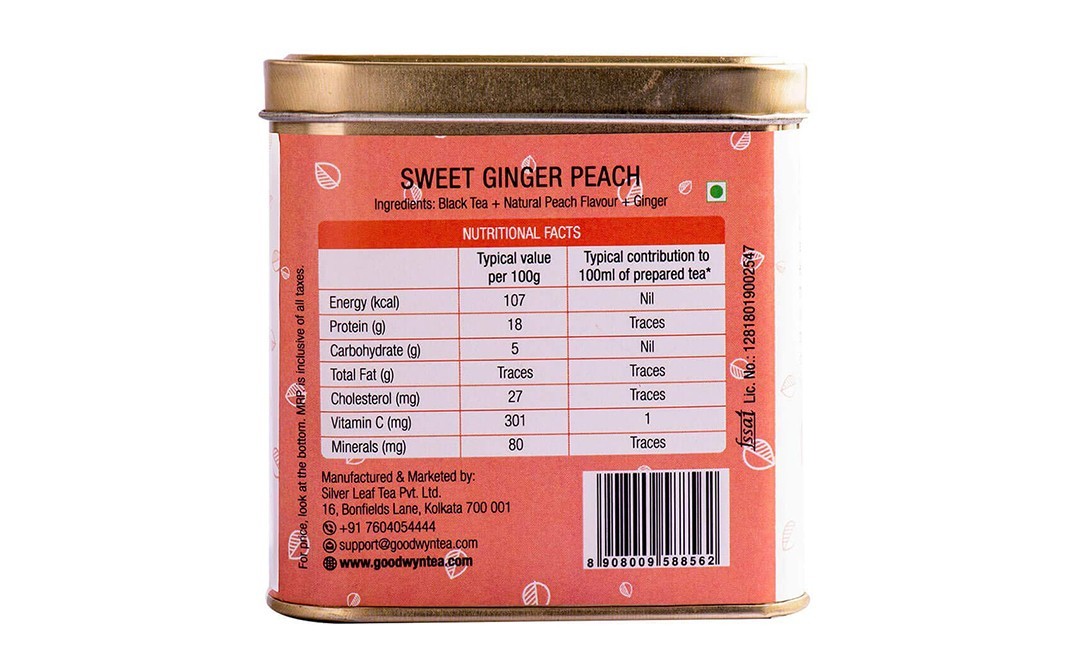 SWEET GINGER PEACH
Ingredients: Black Tea + Natural Peach Flavour + Ginger
NUTRITIONAL FACTS
Typical value per 100g
Typical contribution to 100ml of prepared tea*
Energy (kcal) 107 Nil
Protein (g) 18 Traces
Carbohydrate (g) 5 Nil
Total Fat (g) Traces Traces
Cholesterol (mg) 27 Traces
Vitamin C (mg) 301 1
Minerals (mg) 80 Traces
Manufactured & Marketed by:
Silver Leaf Tea Pvt. Ltd.
16, Bonfields Lane, Kolkata 700 001
+91 7604054444
support@goodwyntea.com
www.goodwyntea.com
8 908009 588562
For price, look at the bottom. MRP is inclusive of all taxes.
fssai Lic. No.: 12818019002547